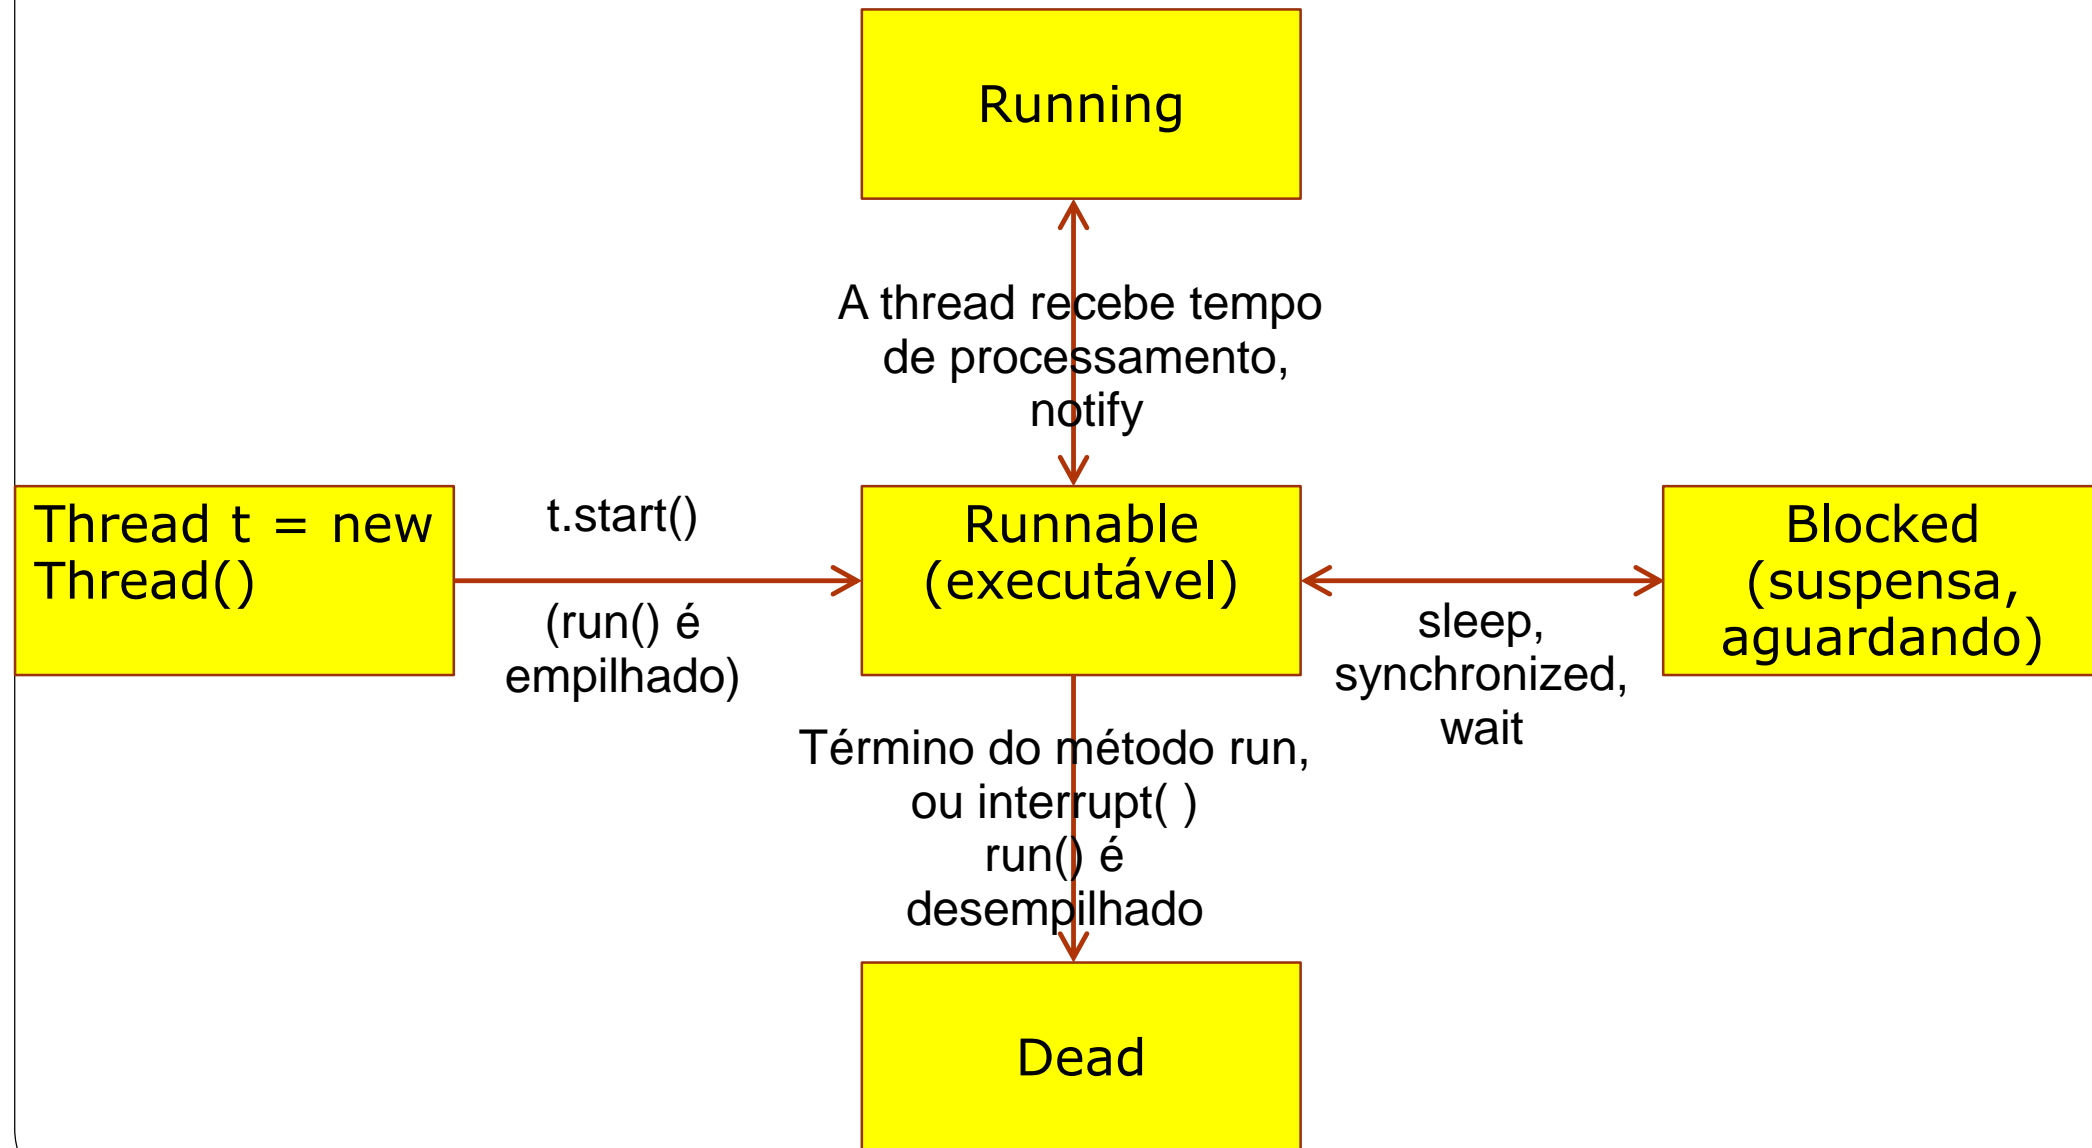 Running
A thread recebe tempo
de processamento,
notify
Thread t = new
Thread()
t.start()
(run() é
empilhado)
Runnable
(executável)
sleep,
synchronized,
wait
Blocked
(suspensa,
aguardando)
Término do método run,
ou interrupt( )
run() é
desempilhado
Dead